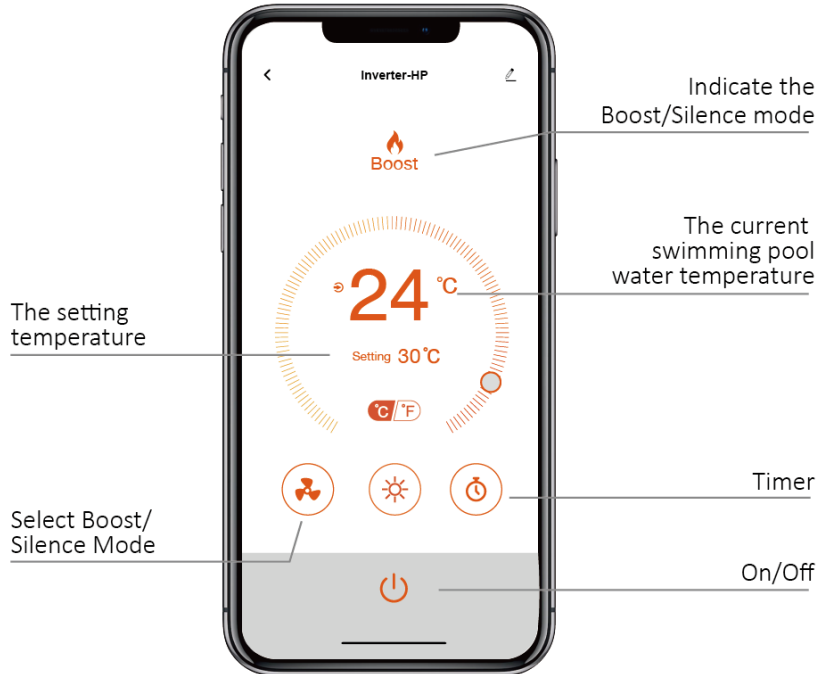 Inverter-HP
Indicate the
Boost/Silence mode
Boost
The current
swimming pool
water temperature
24 °C
The setting
temperature
Setting 30°C
°C/°F
Timer
Select Boost/
Silence Mode
On/Off